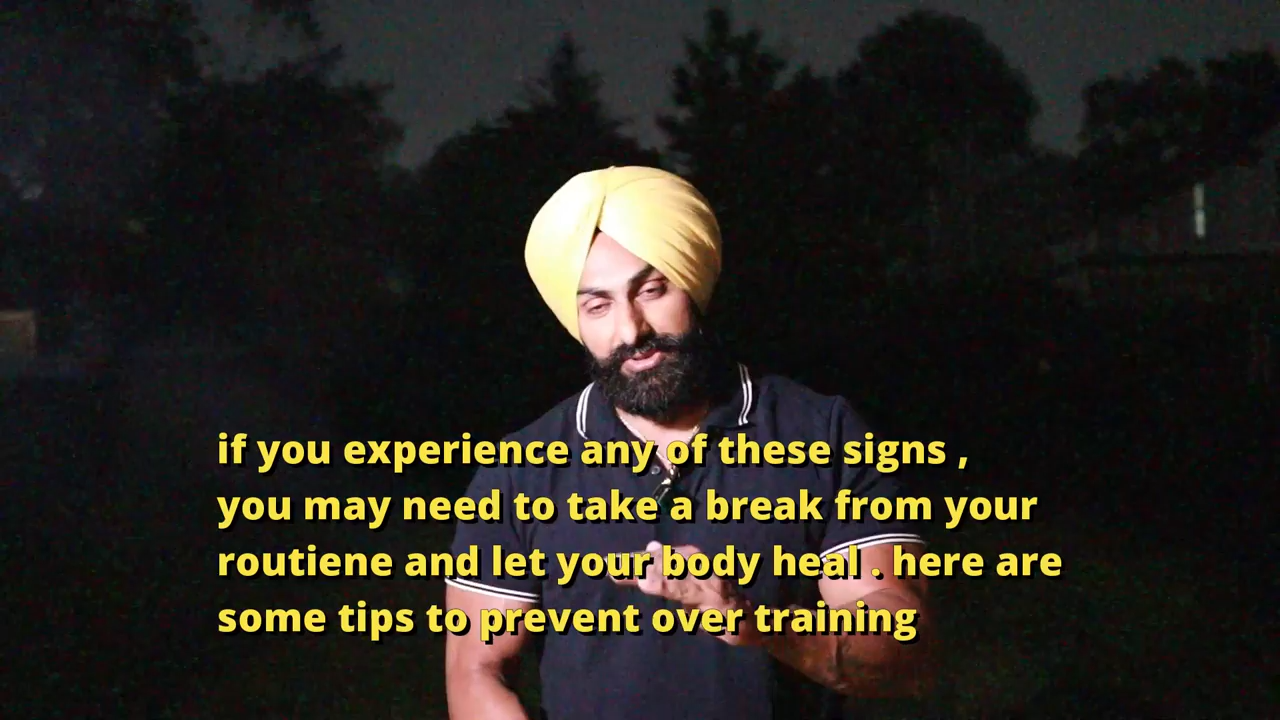 if you experience any of these signs ,
you may need to take a break from your
routiene and let your body heal . here are
some tips to prevent over training